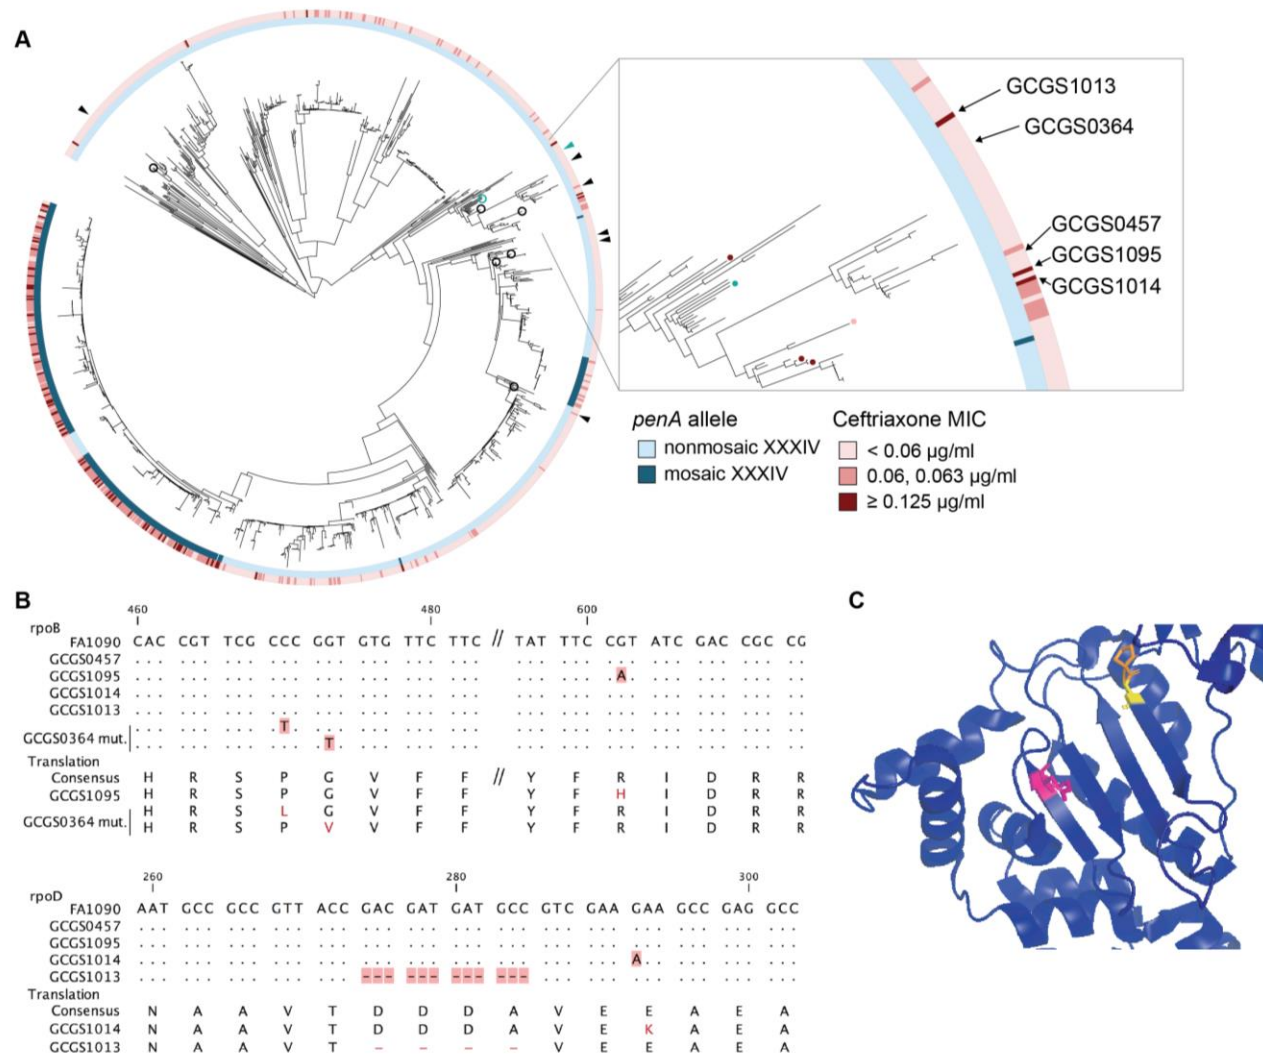 A
GCGS1013
GCGS0364
GCGS0457
GCGS1095
GCGS1014
penA allele
nonmosaic XXXIV
mosaic XXXIV
Ceftriaxone MIC
< 0.06 µg/ml
0.06, 0.063 µg/ml
≥ 0.125 µg/ml
B
460 480 600
rpoB
FA1090 CAC CGT TCG CCC GGT GTG TTC TTC // TAT TTC CGT ATC GAC CGC CG
GCGS0457 ... ... ... ... ... ... ... ... ... ... ... ... ... ... ..
GCGS1095 ... ... ... ... ... ... ... ... ... ... .A. ... ... ... ..
GCGS1014 ... ... ... ... ... ... ... ... ... ... ... ... ... ... ..
GCGS1013 ... ... ... ... ... ... ... ... ... ... ... ... ... ... ..
... ... ... .T. ... ... ... ... ... ... ... ... ... ... ..
GCGS0364 mut. ... ... ... ... .T. ... ... ... ... ... ... ... ... ... ..
Translation
Consensus H R S P G V F F // Y F R I D R R
GCGS1095 H R S P G V F F Y F H I D R R
H R S L G V F F Y F R I D R R
GCGS0364 mut. H R S P V V F F Y F R I D R R
260 280 300
rpoD
FA1090 AAT GCC GCC GTT ACC GAC GAT GAT GCC GTC GAA GAA GCC GAG GCC
GCGS0457 ... ... ... ... ... ... ... ... ... ... ... ... ... ... ...
GCGS1095 ... ... ... ... ... ... ... ... ... ... ... ... ... ... ...
GCGS1014 ... ... ... ... ... ... ... ... ... ... ... A.. ... ... ...
GCGS1013 ... ... ... ... ... --- --- --- --- ... ... ... ... ... ...
Translation
Consensus N A A V T D D D A V E E A E A
GCGS1014 N A A V T D D D A V E K A E A
GCGS1013 N A A V T - - - - V E E A E A
C